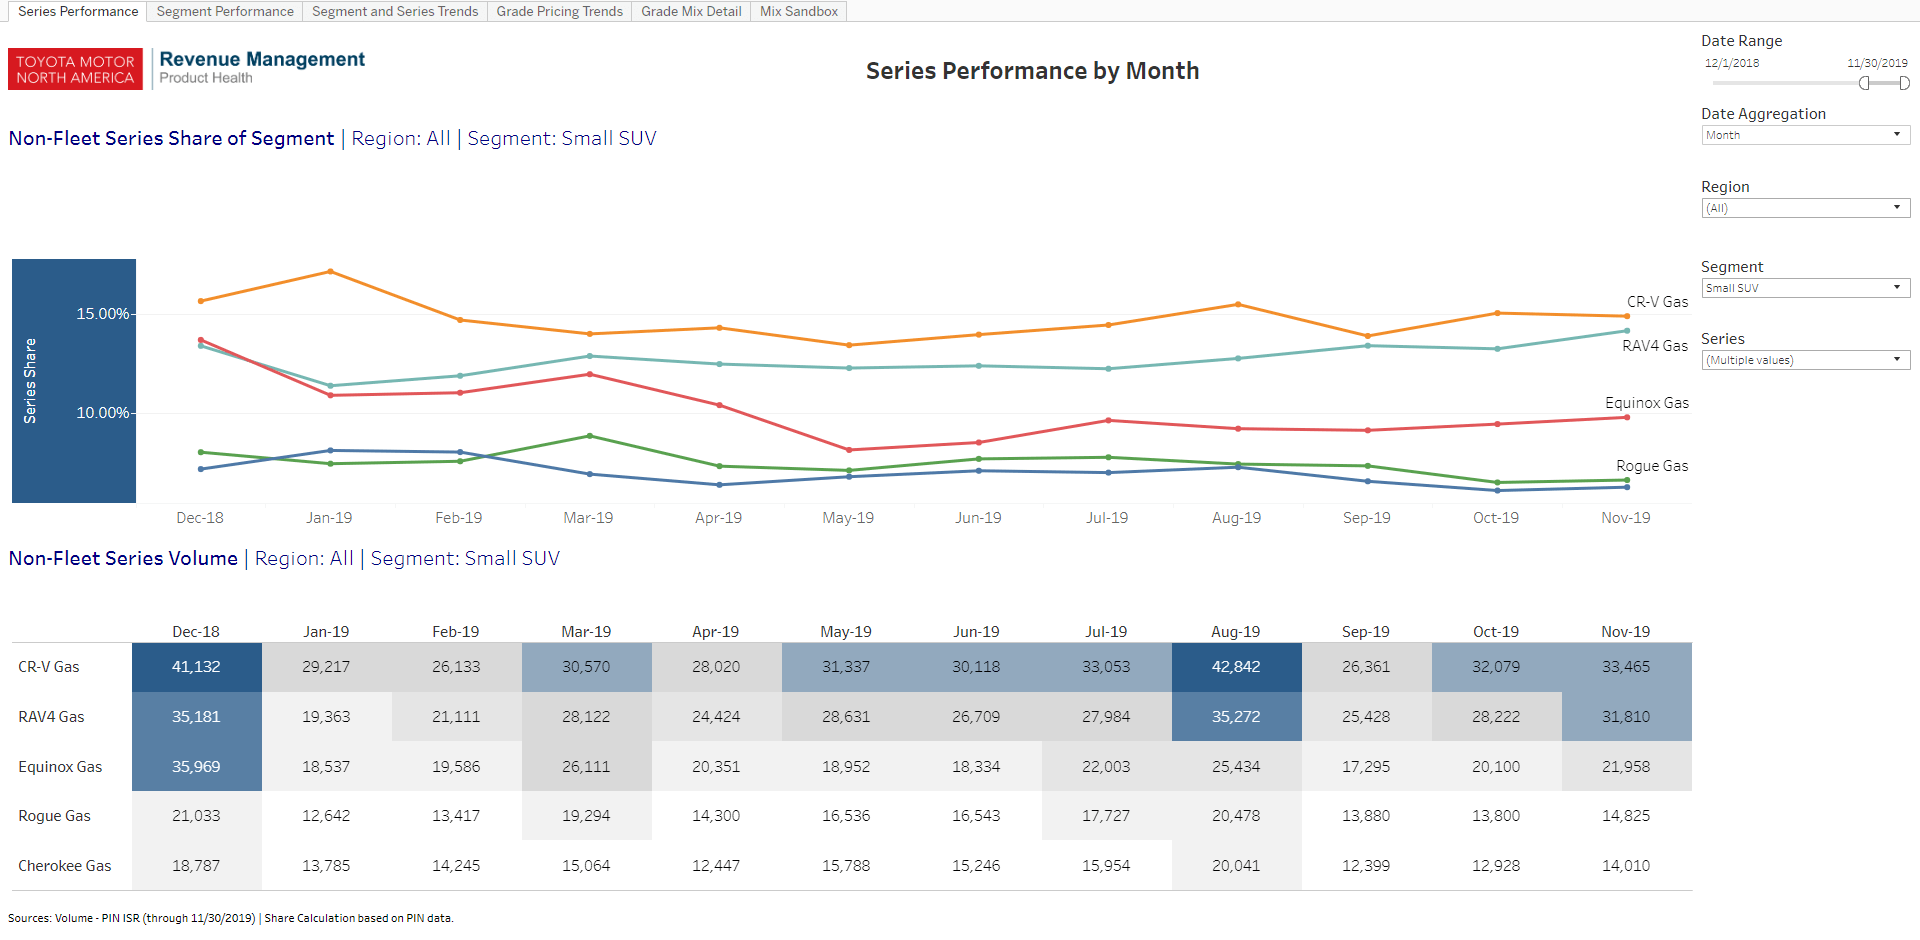 Series Performance Segment Performance Segment and Series Trends Grade Pricing Trends Grade Mix Detail Mix Sandbox
TOYOTA MOTOR
NORTH AMERICA
Revenue Management
Product Health
Series Performance by Month
Date Range
12/1/2018 11/30/2019
Date Aggregation
Month
Region
(All)
Segment
Small SUV
Series
(Multiple values)
Non-Fleet Series Share of Segment | Region: All | Segment: Small SUV
Series Share
15.00%
10.00%
CR-V Gas
RAV4 Gas
Equinox Gas
Rogue Gas
Dec-18 Jan-19 Feb-19 Mar-19 Apr-19 May-19 Jun-19 Jul-19 Aug-19 Sep-19 Oct-19 Nov-19
Non-Fleet Series Volume | Region: All | Segment: Small SUV
Dec-18 Jan-19 Feb-19 Mar-19 Apr-19 May-19 Jun-19 Jul-19 Aug-19 Sep-19 Oct-19 Nov-19
CR-V Gas 41,132 29,217 26,133 30,570 28,020 31,337 30,118 33,053 42,842 26,361 32,079 33,465
RAV4 Gas 35,181 19,363 21,111 28,122 24,424 28,631 26,709 27,984 35,272 25,428 28,222 31,810
Equinox Gas 35,969 18,537 19,586 26,111 20,351 18,952 18,334 22,003 25,434 17,295 20,100 21,958
Rogue Gas 21,033 12,642 13,417 19,294 14,300 16,536 16,543 17,727 20,478 13,880 13,800 14,825
Cherokee Gas 18,787 13,785 14,245 15,064 12,447 15,788 15,246 15,954 20,041 12,399 12,928 14,010
Sources: Volume - PIN ISR (through 11/30/2019) | Share Calculation based on PIN data.